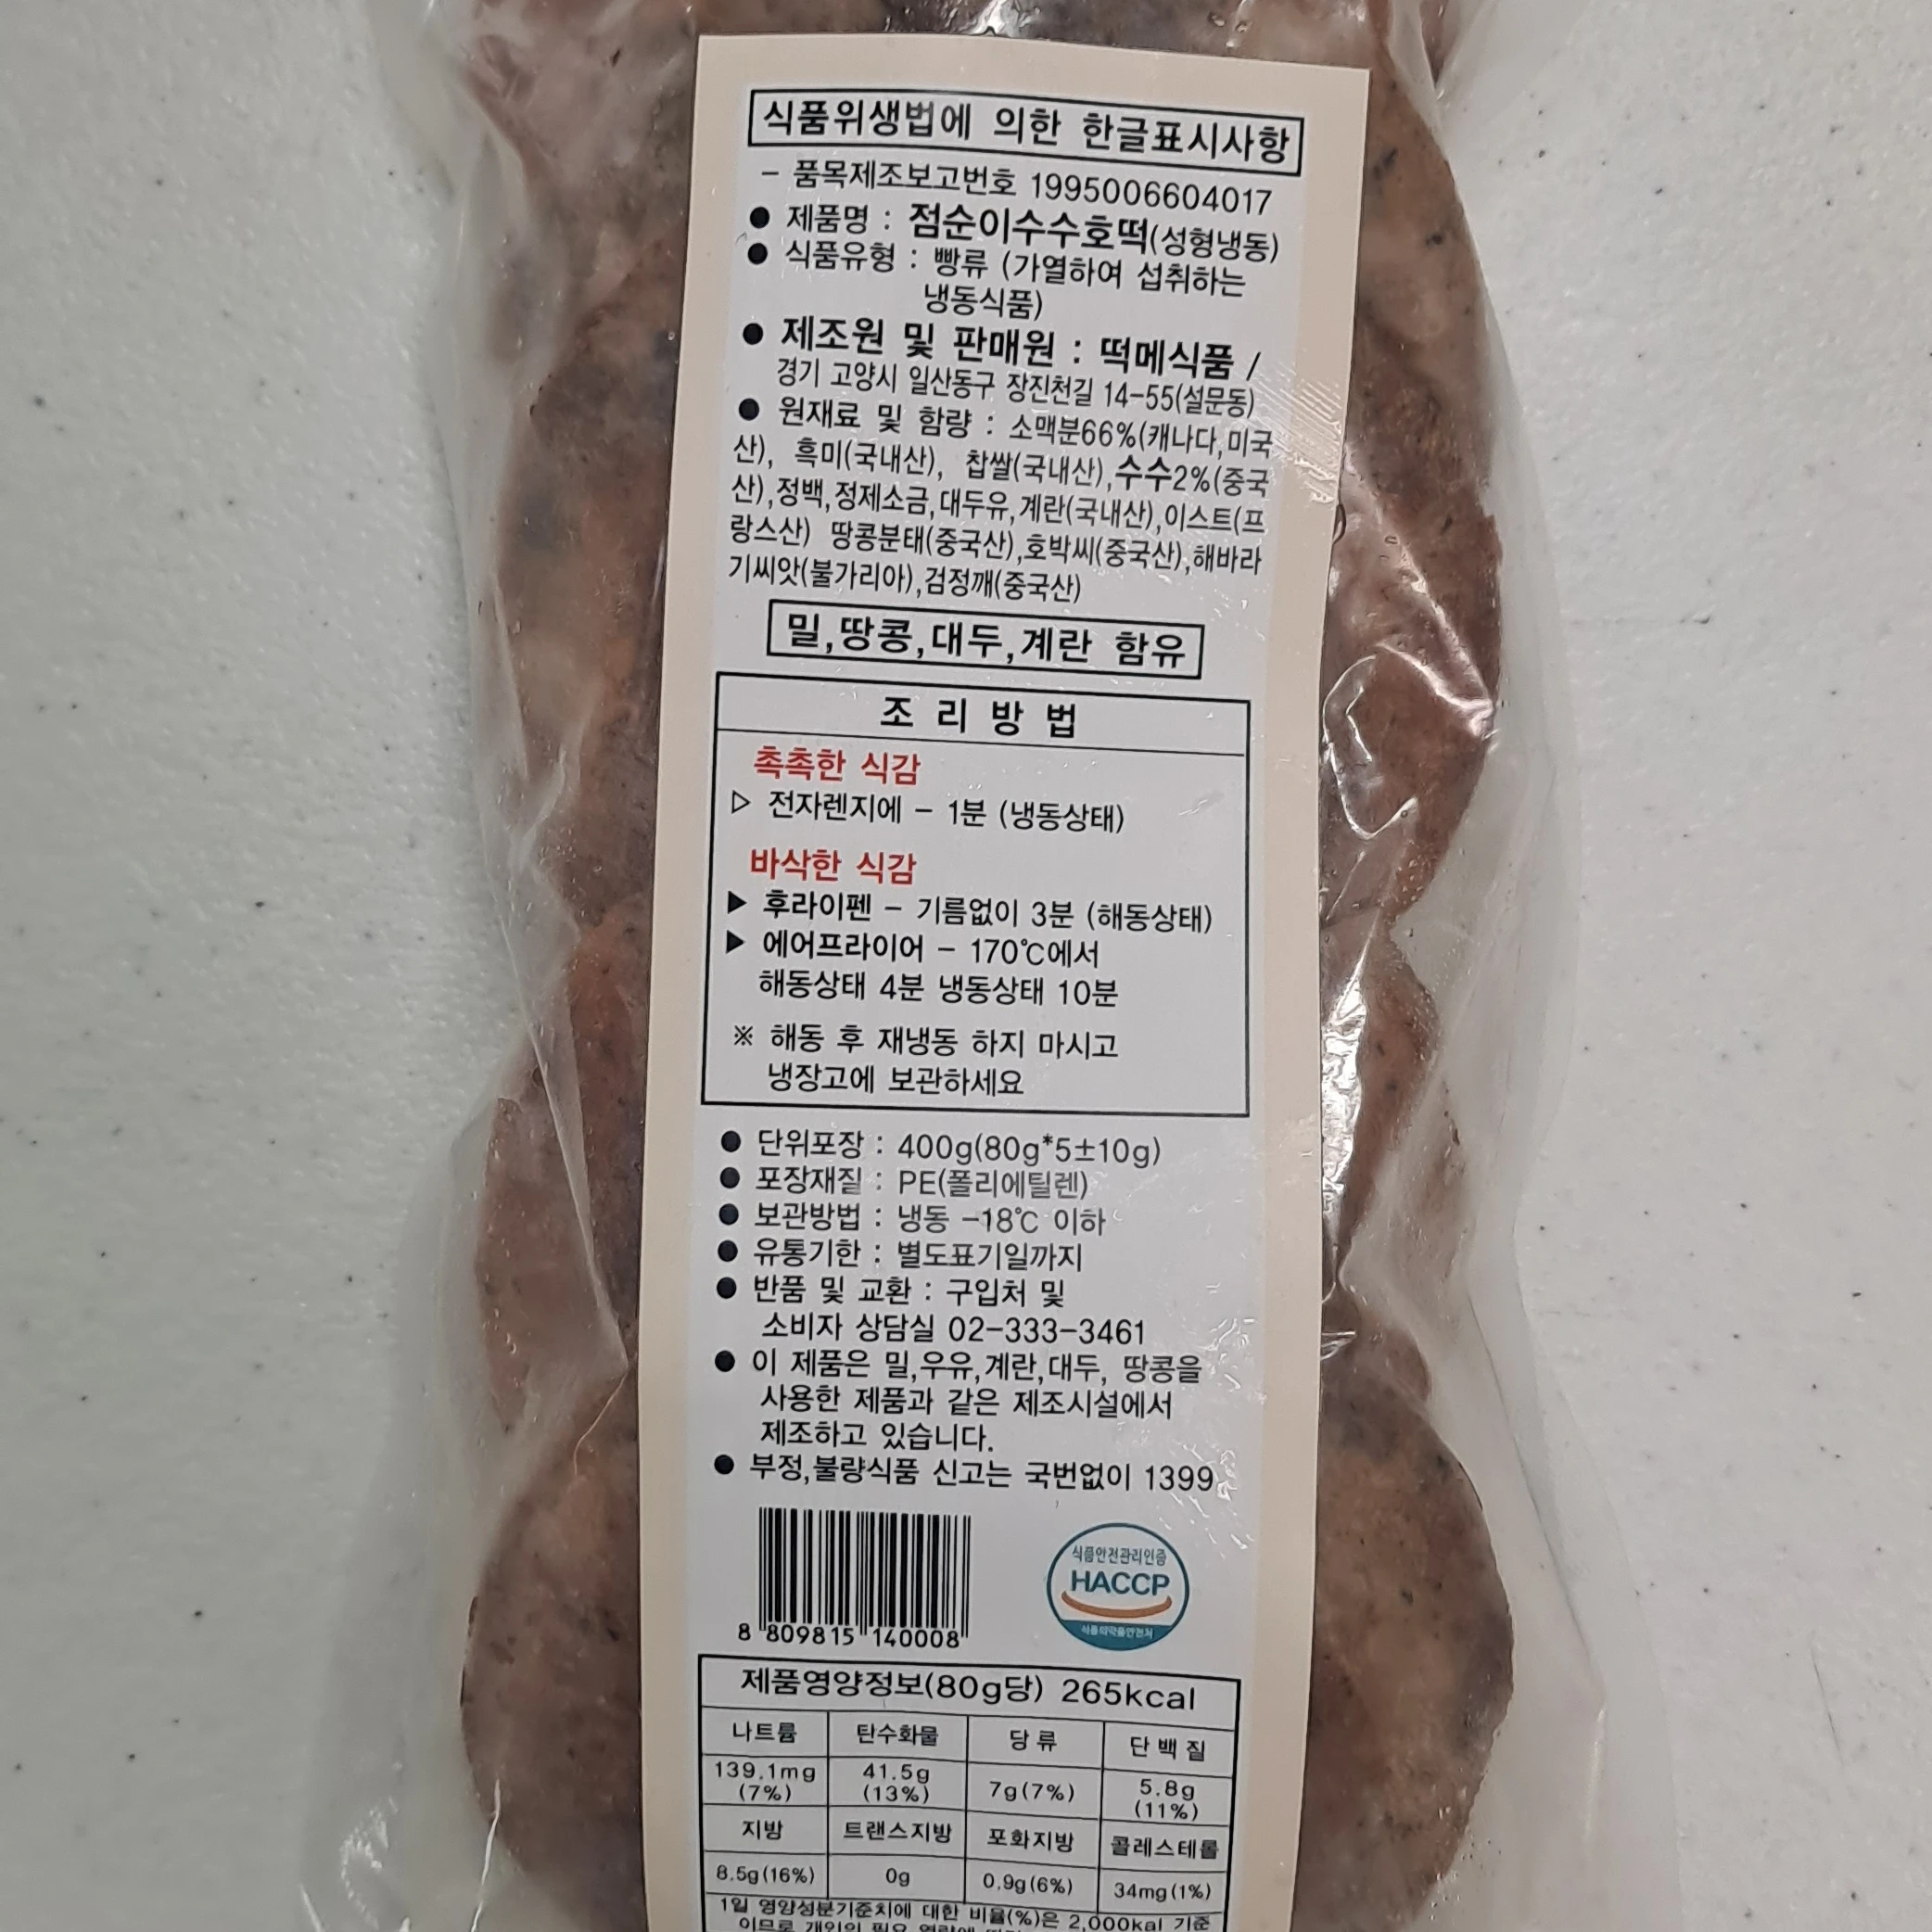 식품위생법에 의한 한글표시사항
- 품목제조보고번호 1995006604017
● 제품명 : 점순이수수호떡(성형냉동)
● 식품유형 : 빵류 (가열하여 섭취하는
냉동식품)
● 제조원 및 판매원 : 떡메식품 /
경기 고양시 일산동구 장진천길 14-55(설문동)
● 원재료 및 함량 : 소맥분66%(캐나다,미국
산), 흑미(국내산), 찹쌀(국내산),수수2%(중국
산),정백,정제소금,대두유,계란(국내산),이스트(프
랑스산) 땅콩분태(중국산),호박씨(중국산),해바라
기씨앗(불가리아),검정깨(중국산)
밀,땅콩,대두,계란 함유
조 리 방 법
촉촉한 식감
▷ 전자렌지에 - 1분 (냉동상태)
바삭한 식감
▶ 후라이펜 - 기름없이 3분 (해동상태)
▶ 에어프라이어 - 170℃에서
해동상태 4분 냉동상태 10분
※ 해동 후 재냉동 하지 마시고
냉장고에 보관하세요
● 단위포장 : 400g(80g*5±10g)
● 포장재질 : PE(폴리에틸렌)
● 보관방법 : 냉동 -18℃ 이하
● 유통기한 : 별도표기일까지
● 반품 및 교환 : 구입처 및
소비자 상담실 02-333-3461
● 이 제품은 밀,우유,계란,대두, 땅콩을
사용한 제품과 같은 제조시설에서
제조하고 있습니다.
● 부정,불량식품 신고는 국번없이 1399
식품안전관리인증
HACCP
식품의약품안전처
8 809815 140008
제품영양정보(80g당) 265kcal
나트륨 탄수화물 당 류 단 백 질
139.1mg (7%) 41.5g (13%) 7g(7%) 5.8g (11%)
지방 트랜스지방 포화지방 콜레스테롤
8.5g(16%) 0g 0.9g(6%) 34mg(1%)
1일 영양성분기준치에 대한 비율(%)은 2,000kal 기준
이므로 개인의 필요